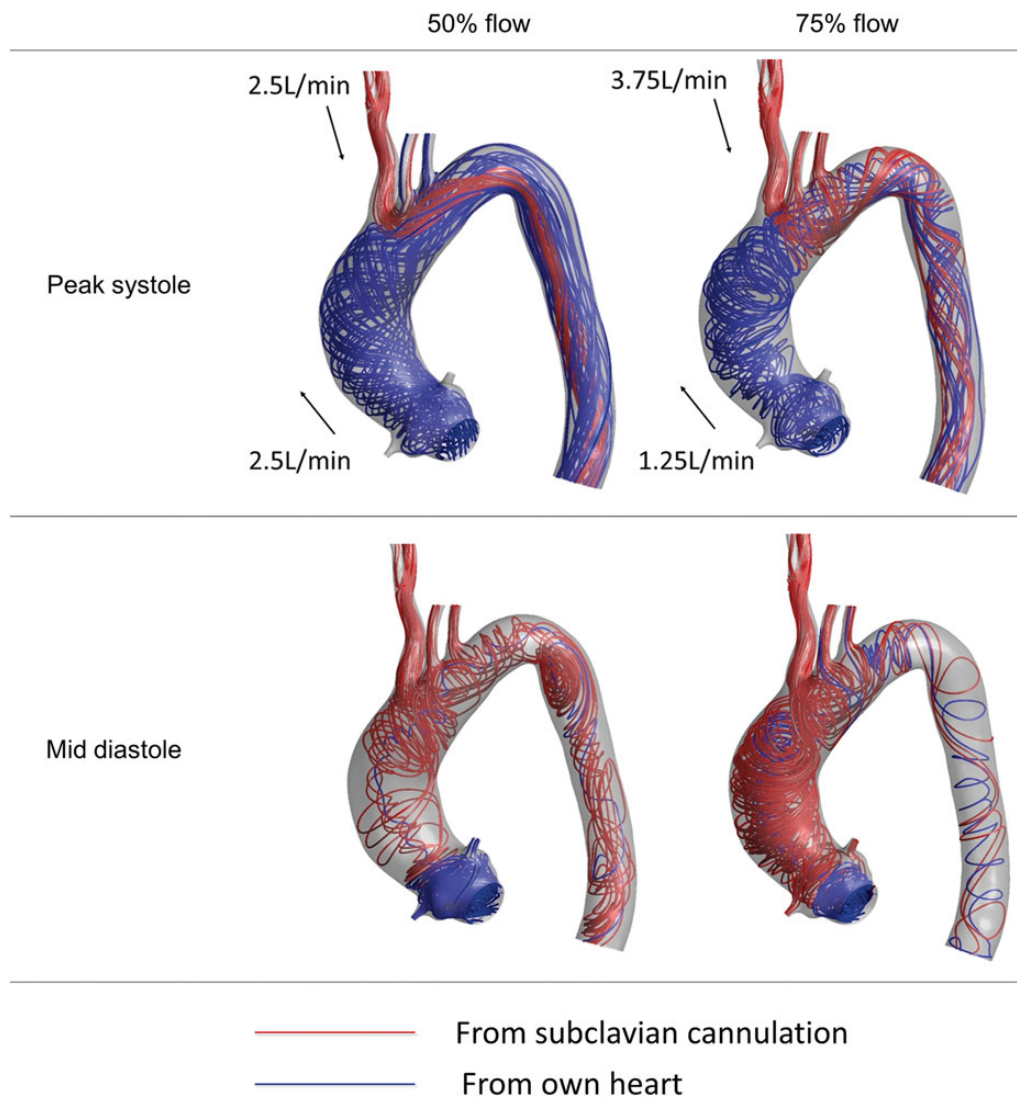 50% flow 75% flow
2.5L/min 3.75L/min
Peak systole
2.5L/min 1.25L/min
Mid diastole
From subclavian cannulation
From own heart